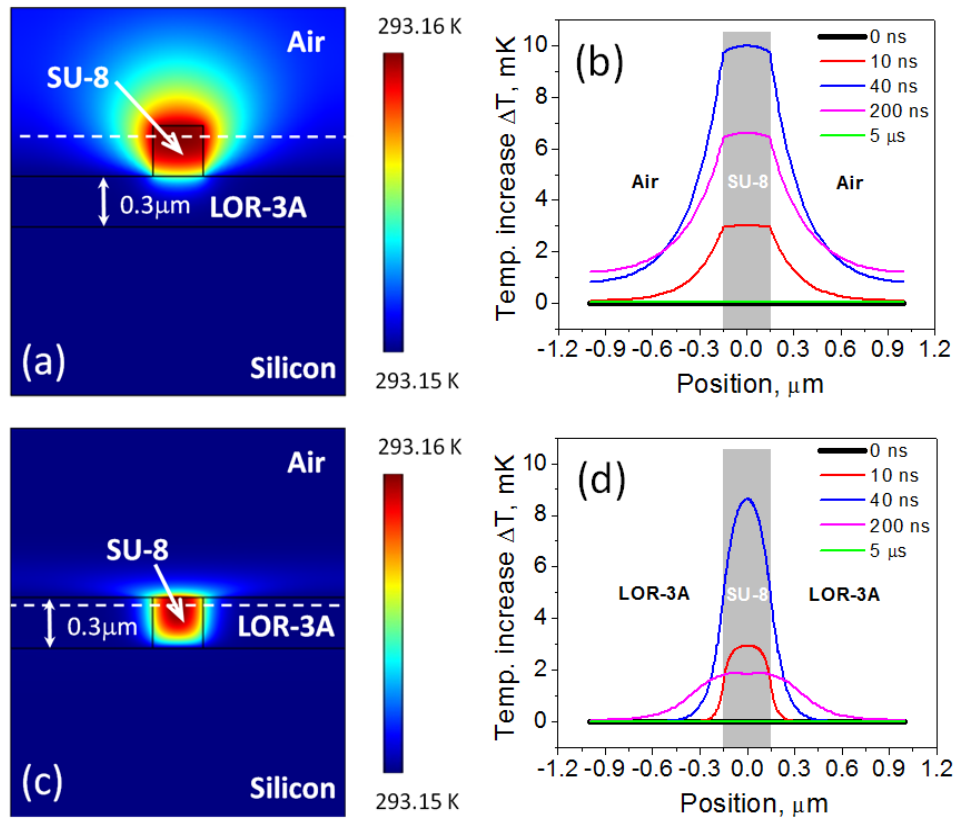 293.16 K
Air
SU-8
0.3μm
LOR-3A
(a)
Silicon
293.15 K
(b)
0 ns
10 ns
40 ns
200 ns
5 μs
Air
SU-8
Air
Temp. increase ΔT, mK
10
8
6
4
2
0
-1.2 -0.9 -0.6 -0.3 0.0 0.3 0.6 0.9 1.2
Position, μm
293.16 K
Air
SU-8
0.3μm
LOR-3A
(c)
Silicon
293.15 K
(d)
0 ns
10 ns
40 ns
200 ns
5 μs
LOR-3A
SU-8
LOR-3A
Temp. increase ΔT, mK
10
8
6
4
2
0
-1.2 -0.9 -0.6 -0.3 0.0 0.3 0.6 0.9 1.2
Position, μm